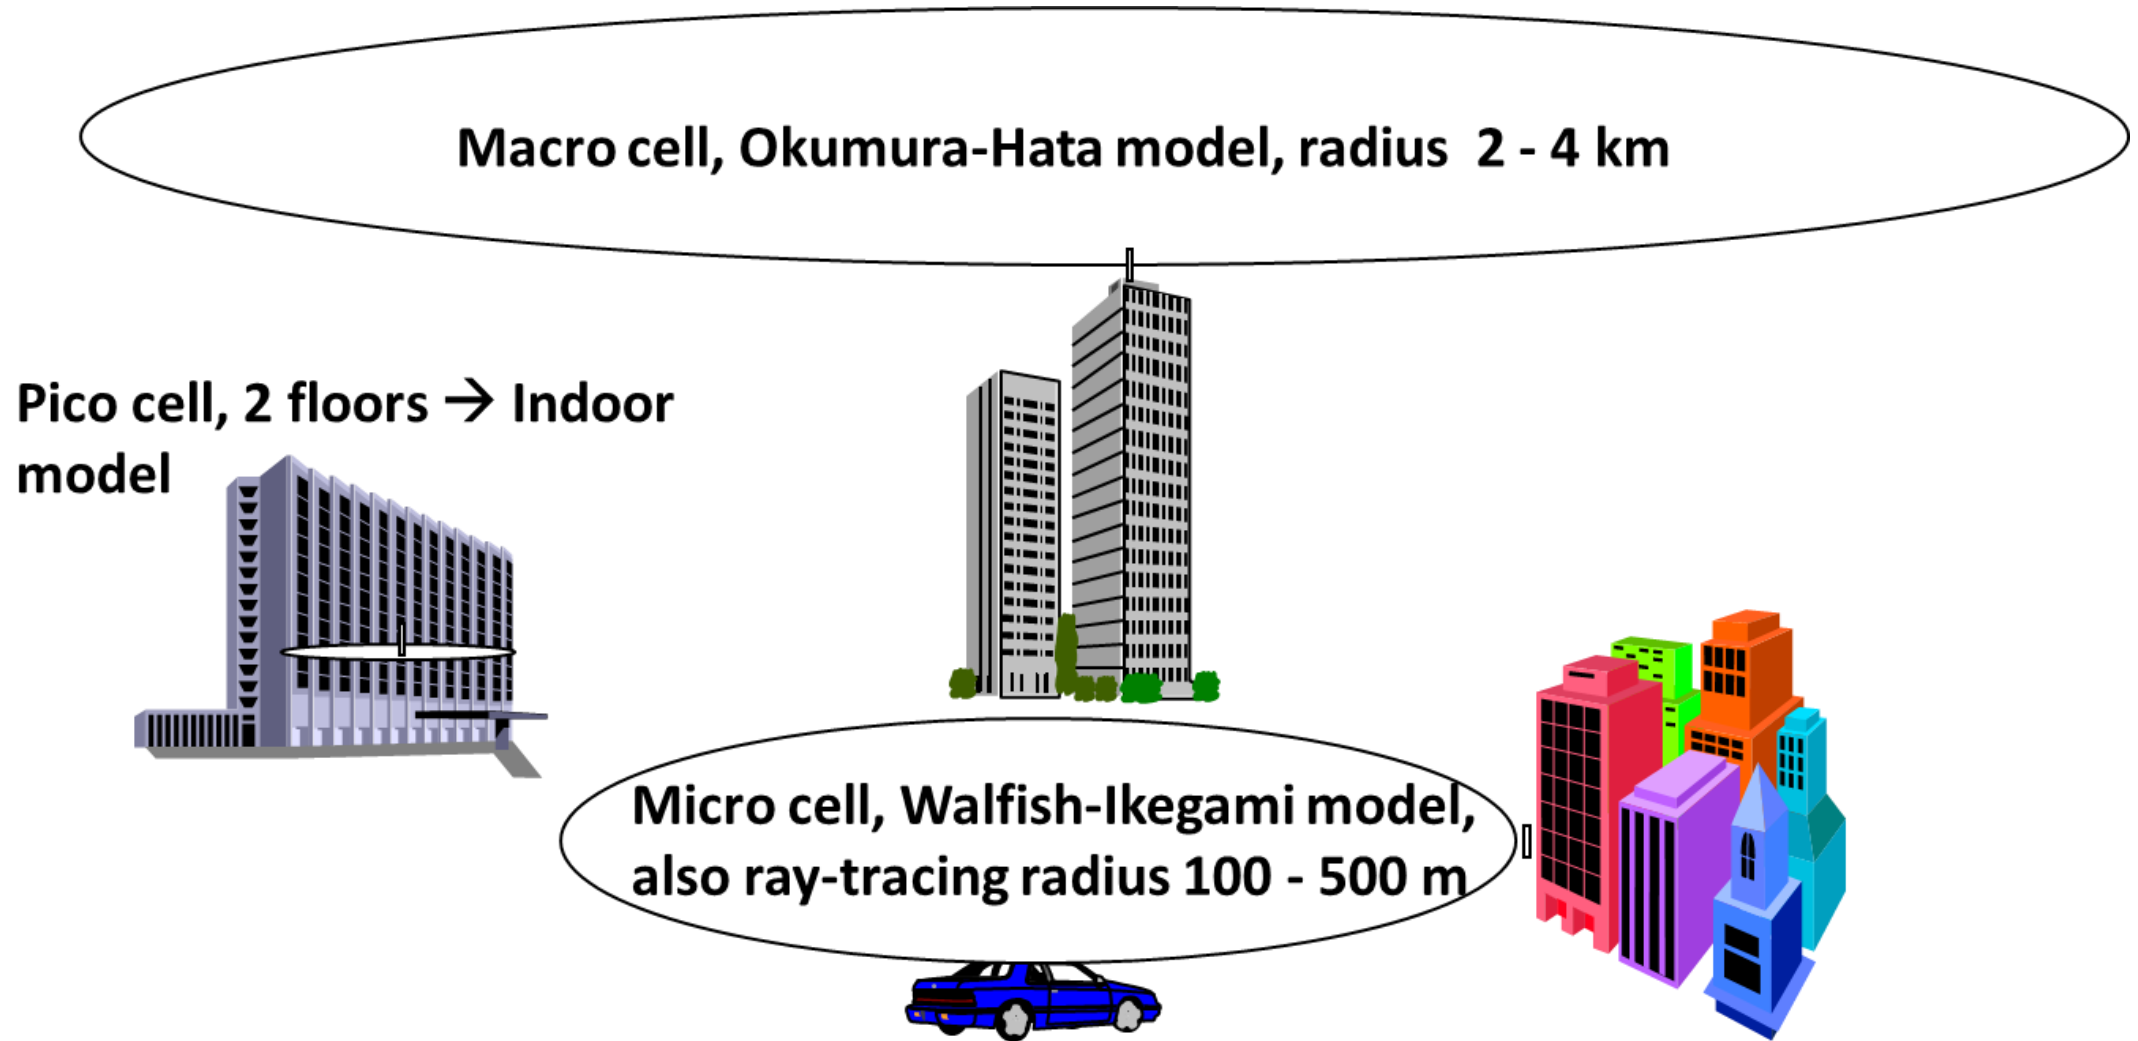 Macro cell, Okumura-Hata model, radius 2 - 4 km
Pico cell, 2 floors → Indoor
model
Micro cell, Walfish-Ikegami model,
also ray-tracing radius 100 - 500 m